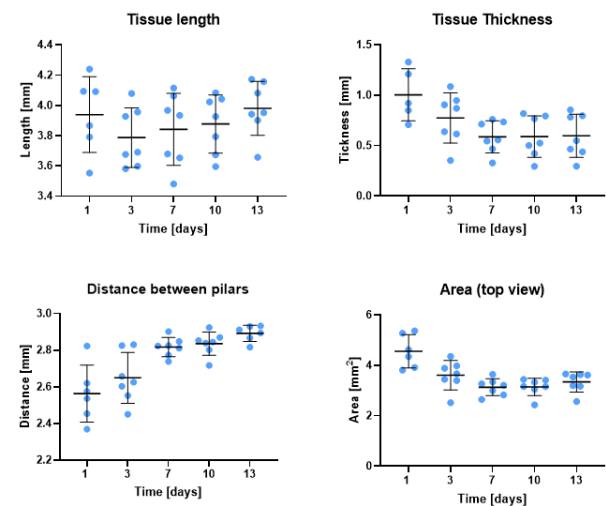 Tissue length
4.4
4.2
4.0
3.8
3.6
3.4
Length [mm]
1 3 7 10 13
Time [days]
Tissue Thickness
1.5
1.0
0.5
0.0
Tickness [mm]
1 3 7 10 13
Time [days]
Distance between pilars
3.0
2.8
2.6
2.4
2.2
Distance [mm]
1 3 7 10 13
Time [days]
Area (top view)
6
4
2
0
Area [mm²]
1 3 7 10 13
Time [days]